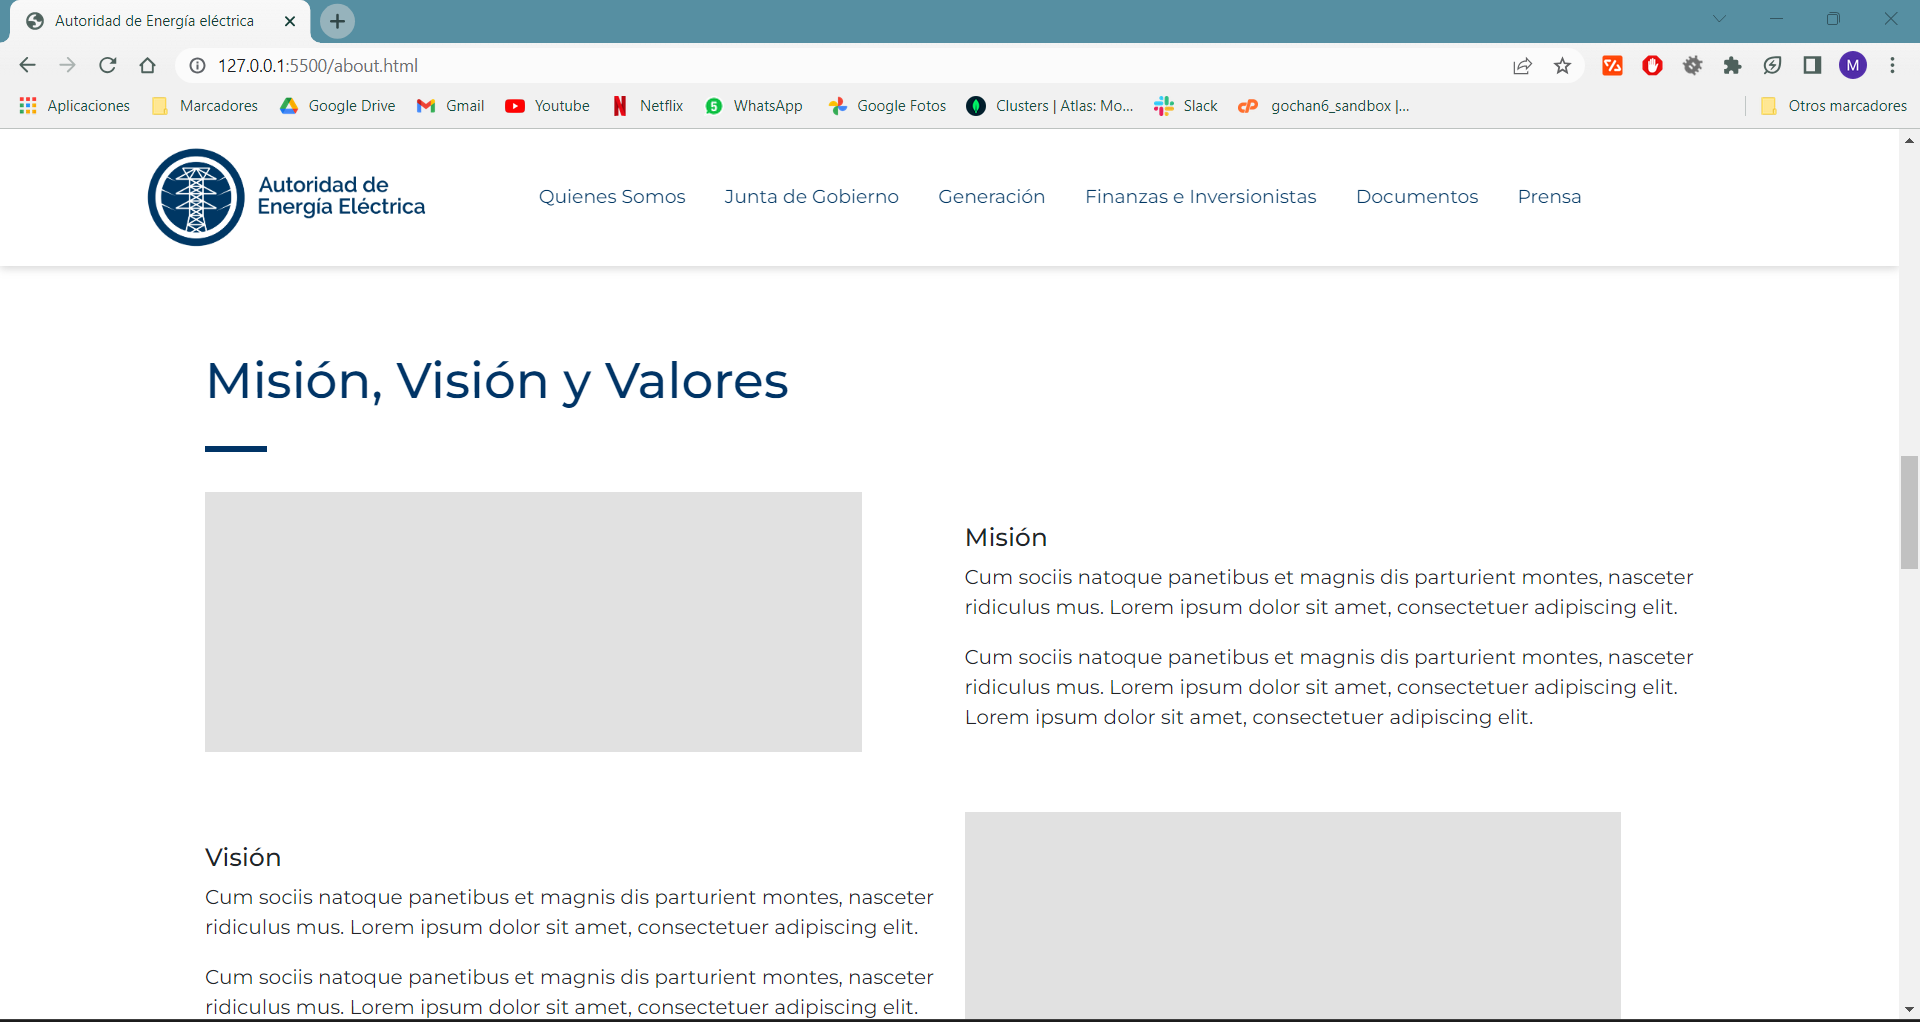 Autoridad de Energía eléctrica
127.0.0.1:5500/about.html
M
Aplicaciones Marcadores Google Drive Gmail Youtube Netflix WhatsApp Google Fotos Clusters | Atlas: Mo... Slack gochan6_sandbox |... Otros marcadores
Autoridad de
Energía Eléctrica
Quienes Somos Junta de Gobierno Generación Finanzas e Inversionistas Documentos Prensa
Misión, Visión y Valores
Misión
Cum sociis natoque panetibus et magnis dis parturient montes, nasceter
ridiculus mus. Lorem ipsum dolor sit amet, consectetuer adipiscing elit.
Cum sociis natoque panetibus et magnis dis parturient montes, nasceter
ridiculus mus. Lorem ipsum dolor sit amet, consectetuer adipiscing elit.
Lorem ipsum dolor sit amet, consectetuer adipiscing elit.
Visión
Cum sociis natoque panetibus et magnis dis parturient montes, nasceter
ridiculus mus. Lorem ipsum dolor sit amet, consectetuer adipiscing elit.
Cum sociis natoque panetibus et magnis dis parturient montes, nasceter
ridiculus mus. Lorem ipsum dolor sit amet, consectetuer adipiscing elit.